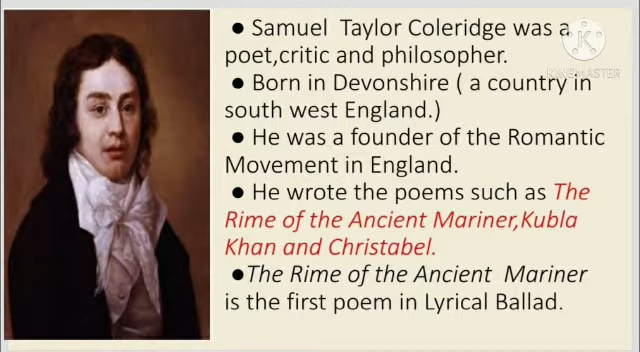 ● Samuel Taylor Coleridge was a
poet,critic and philosopher.
● Born in Devonshire ( a country in
south west England.)
● He was a founder of the Romantic
Movement in England.
● He wrote the poems such as The
Rime of the Ancient Mariner,Kubla
Khan and Christabel.
●The Rime of the Ancient Mariner
is the first poem in Lyrical Ballad.
K
KINEMASTER